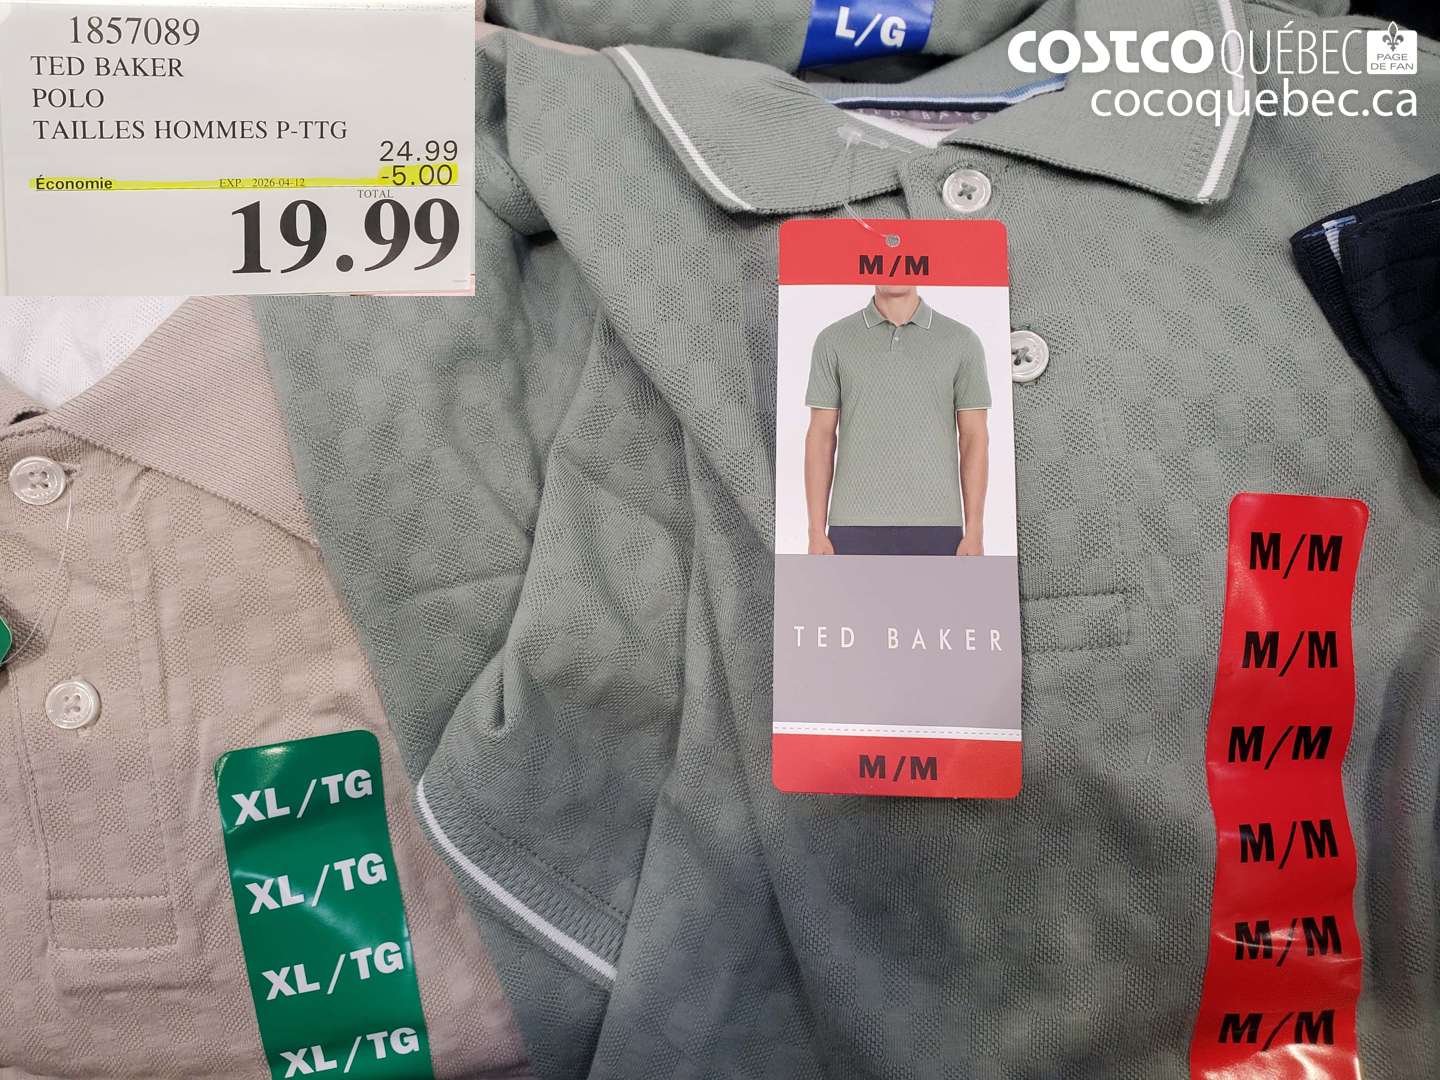 1857089
TED BAKER
POLO
TAILLES HOMMES P-TTG
24.99
Économie EXP. 2026-04-12 -5.00
TOTAL
19.99
L/G
COSTCO QUÉBEC PAGE DE FAN
cocoquebec.ca
M/M
TED BAKER
M/M
M/M
M/M
M/M
M/M
M/M
M/M
XL/TG
XL/TG
XL/TG
XL/TG